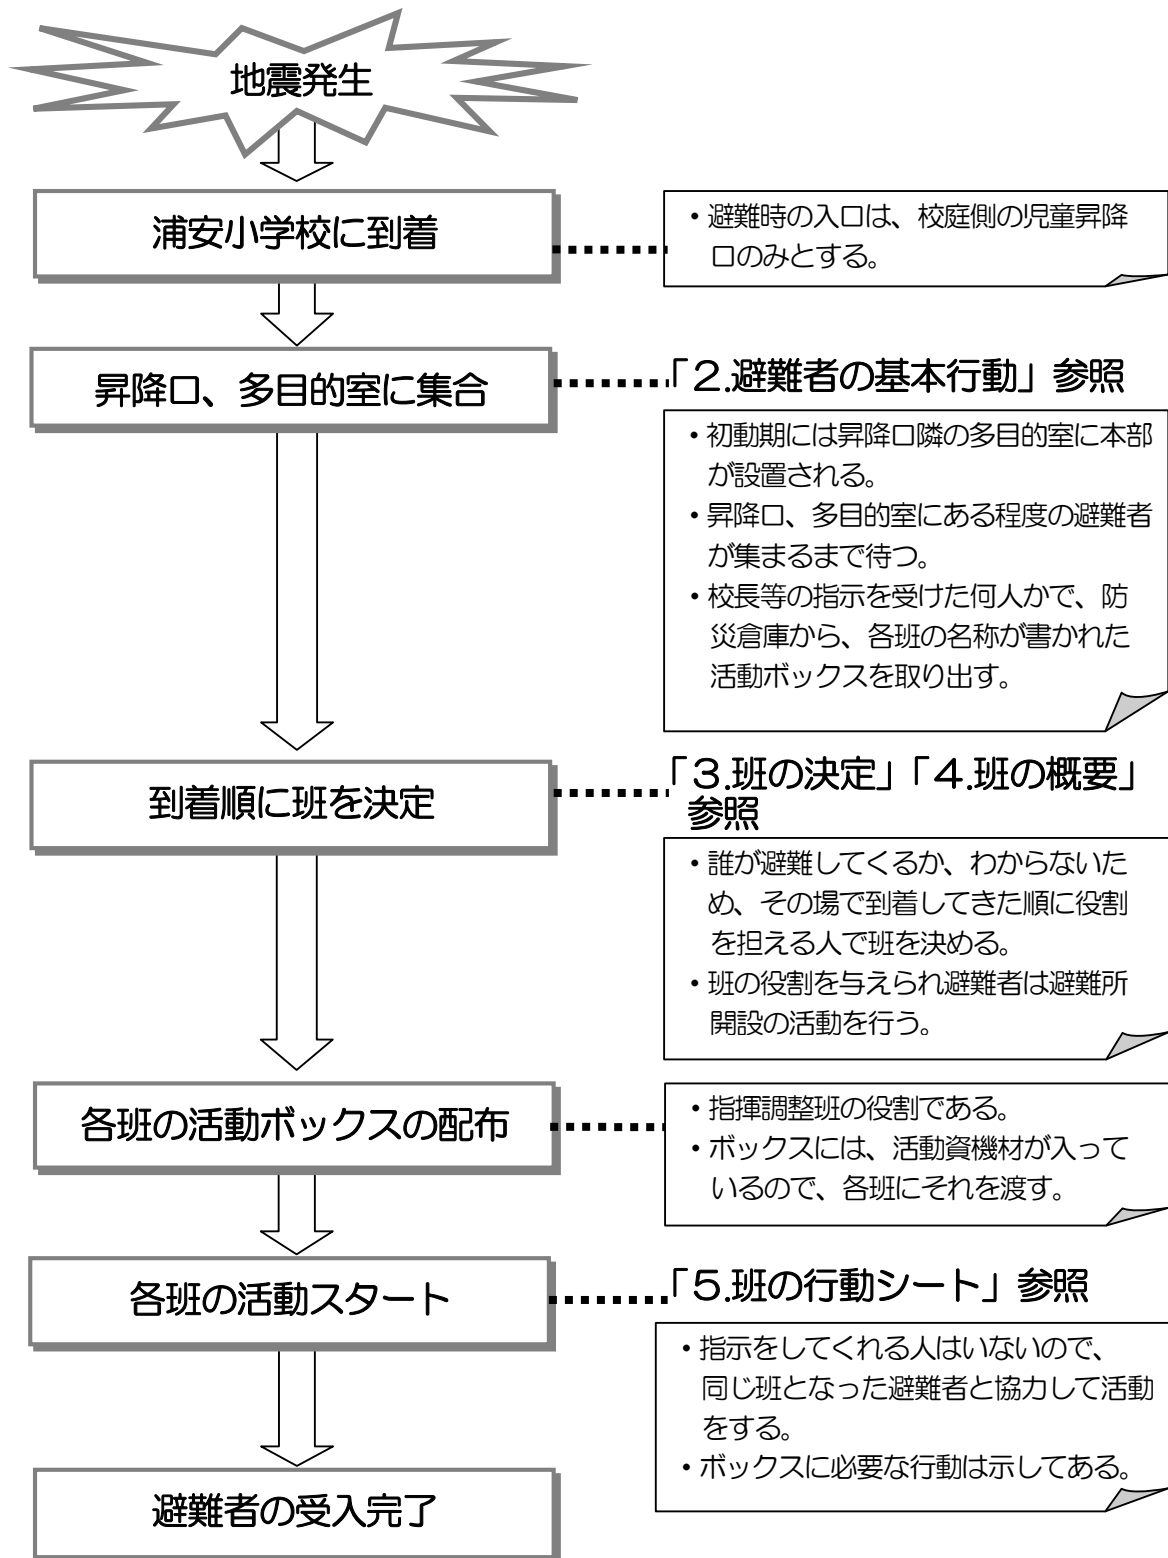 地震発生
浦安小学校に到着
・避難時の入口は、校庭側の児童昇降
口のみとする。
昇降口、多目的室に集合
「２.避難者の基本行動」参照
・初動期には昇降口隣の多目的室に本部
が設置される。
・昇降口、多目的室にある程度の避難者
が集まるまで待つ。
・校長等の指示を受けた何人かで、防
災倉庫から、各班の名称が書かれた
活動ボックスを取り出す。
到着順に班を決定
「３.班の決定」「４.班の概要」
参照
・誰が避難してくるか、わからないた
め、その場で到着してきた順に役割
を担える人で班を決める。
・班の役割を与えられ避難者は避難所
開設の活動を行う。
各班の活動ボックスの配布
・指揮調整班の役割である。
・ボックスには、活動資機材が入って
いるので、各班にそれを渡す。
各班の活動スタート
「５.班の行動シート」参照
・指示をしてくれる人はいないので、
同じ班となった避難者と協力して活動
をする。
・ボックスに必要な行動は示してある。
避難者の受入完了